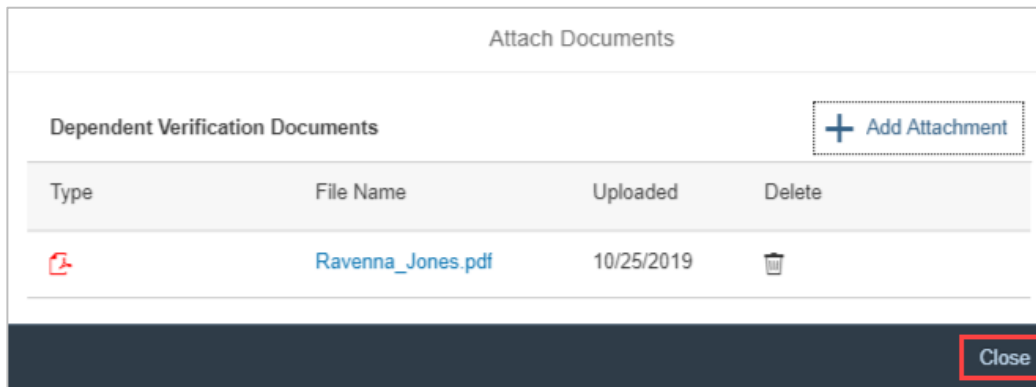 Attach Documents
Dependent Verification Documents
Add Attachment
Type File Name Uploaded Delete
Ravenna_Jones.pdf 10/25/2019
Close